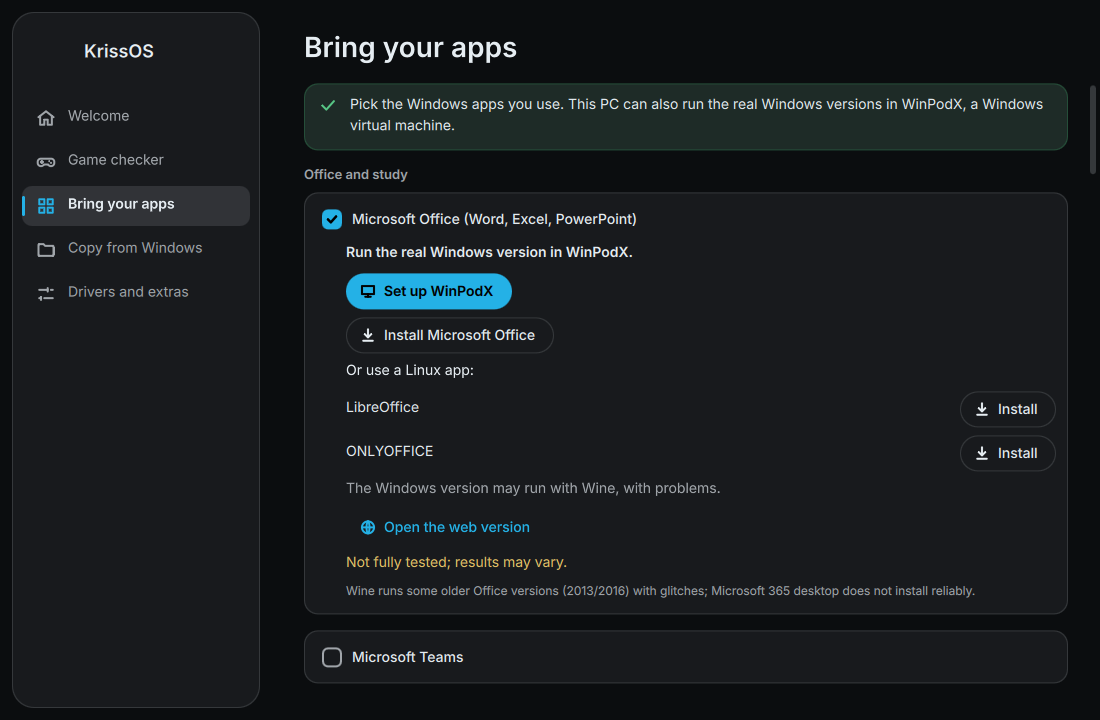 KrissOS
Welcome
Game checker
Bring your apps
Copy from Windows
Drivers and extras
Bring your apps
Pick the Windows apps you use. This PC can also run the real Windows versions in WinPodX, a Windows
virtual machine.
Office and study
Microsoft Office (Word, Excel, PowerPoint)
Run the real Windows version in WinPodX.
Set up WinPodX
Install Microsoft Office
Or use a Linux app:
LibreOffice
Install
ONLYOFFICE
Install
The Windows version may run with Wine, with problems.
Open the web version
Not fully tested; results may vary.
Wine runs some older Office versions (2013/2016) with glitches; Microsoft 365 desktop does not install reliably.
Microsoft Teams